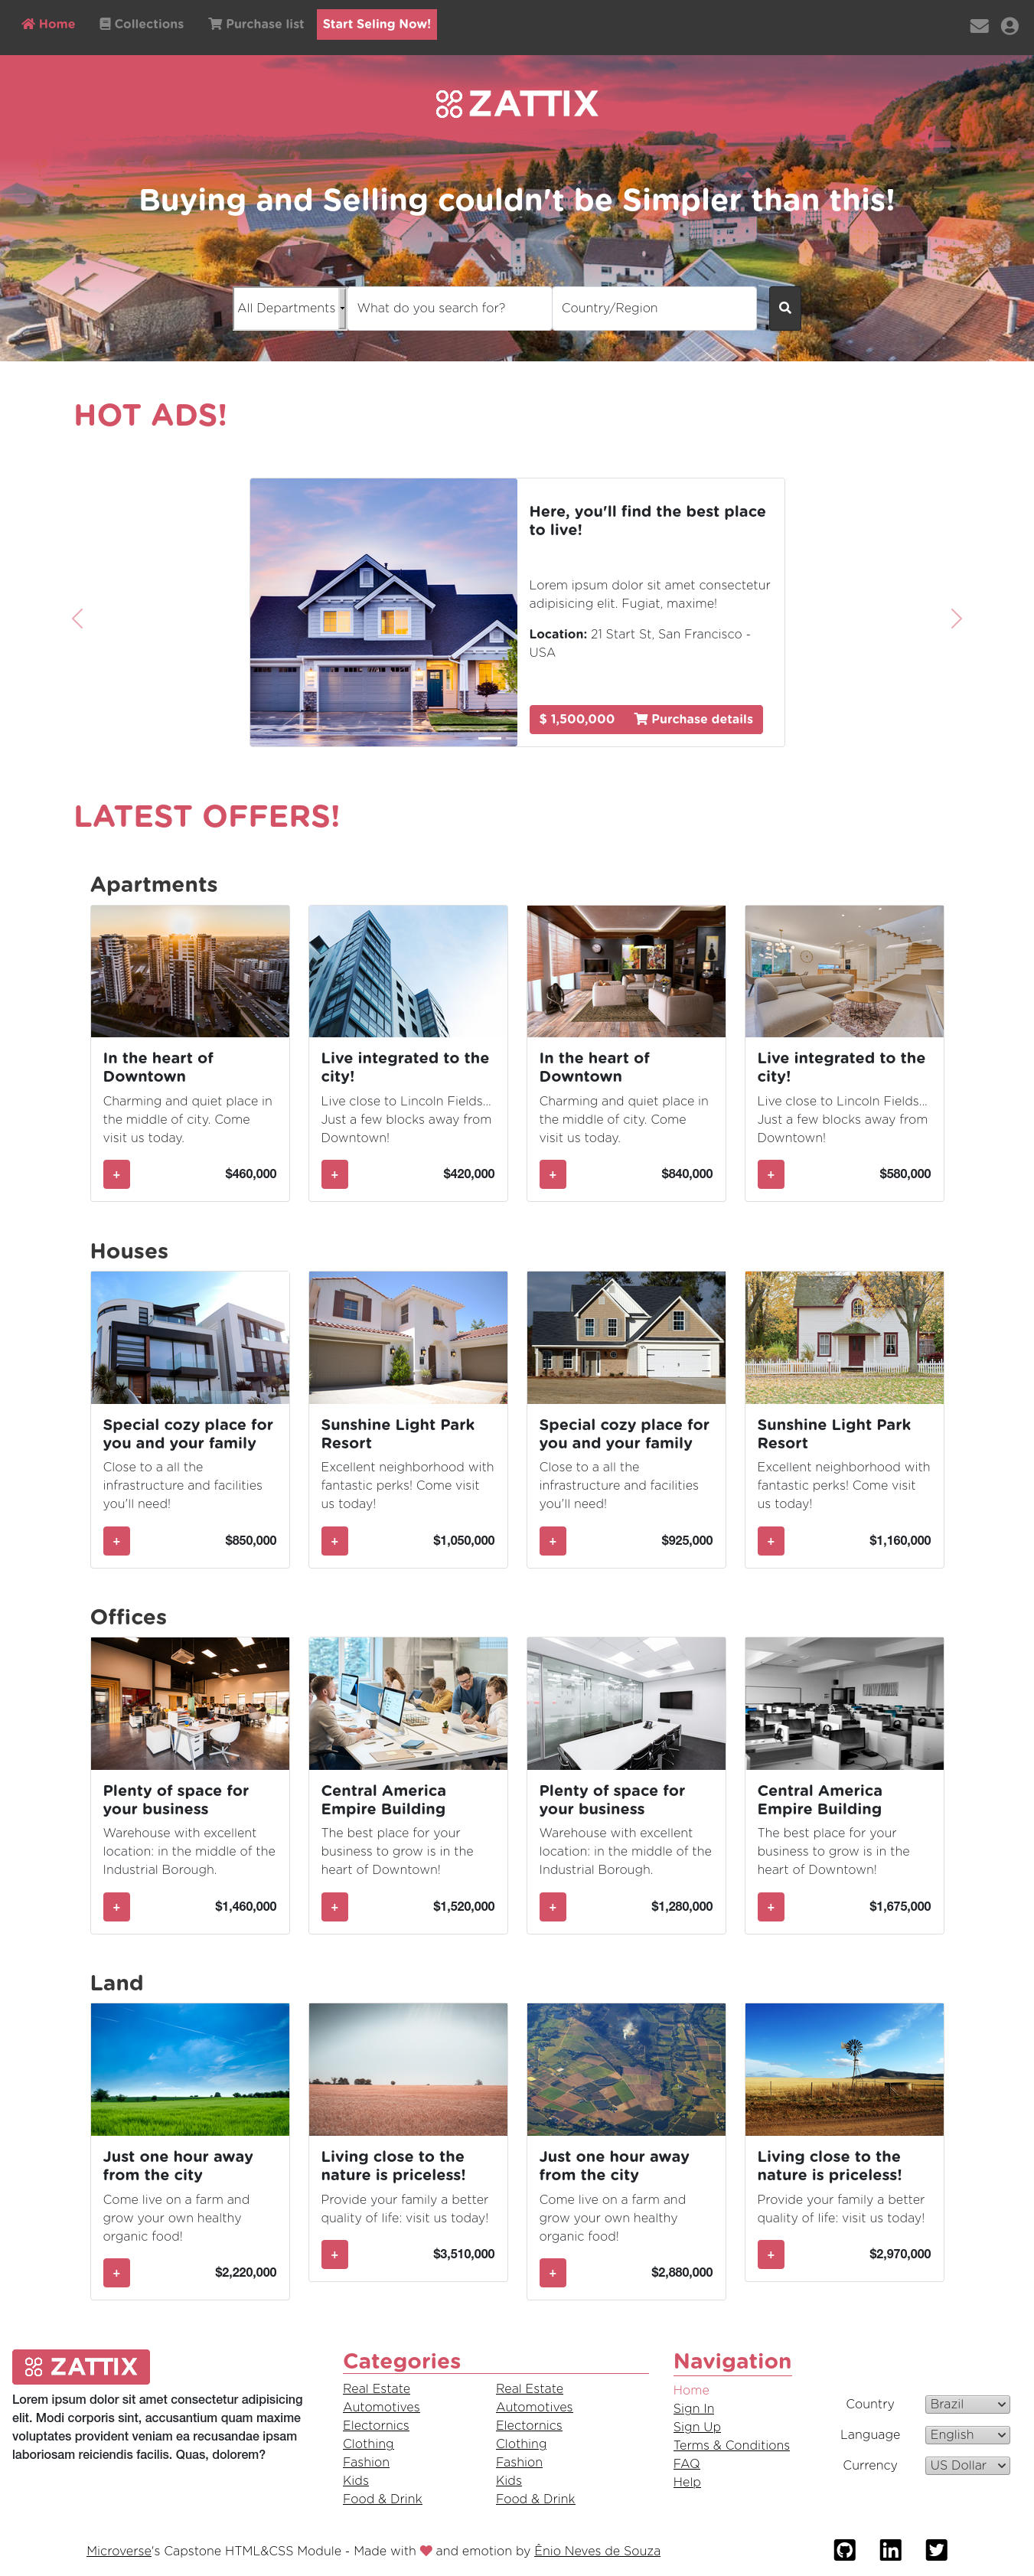 Home Collections Purchase list Start Seling Now!
ZATTIX
Buying and Selling couldn't be Simpler than this!
All Departments What do you search for? Country/Region
HOT ADS!
Here, you'll find the best place
to live!
Lorem ipsum dolor sit amet consectetur
adipisicing elit. Fugiat, maxime!
Location: 21 Start St, San Francisco -
USA
$ 1,500,000 Purchase details
LATEST OFFERS!
Apartments
In the heart of
Downtown
Charming and quiet place in
the middle of city. Come
visit us today.
+ $460,000
Live integrated to the
city!
Live close to Lincoln Fields...
Just a few blocks away from
Downtown!
+ $420,000
In the heart of
Downtown
Charming and quiet place in
the middle of city. Come
visit us today.
+ $840,000
Live integrated to the
city!
Live close to Lincoln Fields...
Just a few blocks away from
Downtown!
+ $580,000
Houses
Special cozy place for
you and your family
Close to a all the
infrastructure and facilities
you'll need!
+ $850,000
Sunshine Light Park
Resort
Excellent neighborhood with
fantastic perks! Come visit
us today!
+ $1,050,000
Special cozy place for
you and your family
Close to a all the
infrastructure and facilities
you'll need!
+ $925,000
Sunshine Light Park
Resort
Excellent neighborhood with
fantastic perks! Come visit
us today!
+ $1,160,000
Offices
Plenty of space for
your business
Warehouse with excellent
location: in the middle of the
Industrial Borough.
+ $1,460,000
Central America
Empire Building
The best place for your
business to grow is in the
heart of Downtown!
+ $1,520,000
Plenty of space for
your business
Warehouse with excellent
location: in the middle of the
Industrial Borough.
+ $1,280,000
Central America
Empire Building
The best place for your
business to grow is in the
heart of Downtown!
+ $1,675,000
Land
Just one hour away
from the city
Come live on a farm and
grow your own healthy
organic food!
+ $2,220,000
Living close to the
nature is priceless!
Provide your family a better
quality of life: visit us today!
+ $3,510,000
Just one hour away
from the city
Come live on a farm and
grow your own healthy
organic food!
+ $2,880,000
Living close to the
nature is priceless!
Provide your family a better
quality of life: visit us today!
+ $2,970,000
ZATTIX
Lorem ipsum dolor sit amet consectetur adipisicing
elit. Modi corporis sint, accusantium quam maxime
voluptates provident veniam ea recusandae ipsam
laboriosam reiciendis facilis. Quas, dolorem?
Categories
Real Estate
Automotives
Electornics
Clothing
Fashion
Kids
Food & Drink
Real Estate
Automotives
Electornics
Clothing
Fashion
Kids
Food & Drink
Navigation
Home
Sign In
Sign Up
Terms & Conditions
FAQ
Help
Country Brazil
Language English
Currency US Dollar
Microverse's Capstone HTML&CSS Module - Made with and emotion by Ênio Neves de Souza